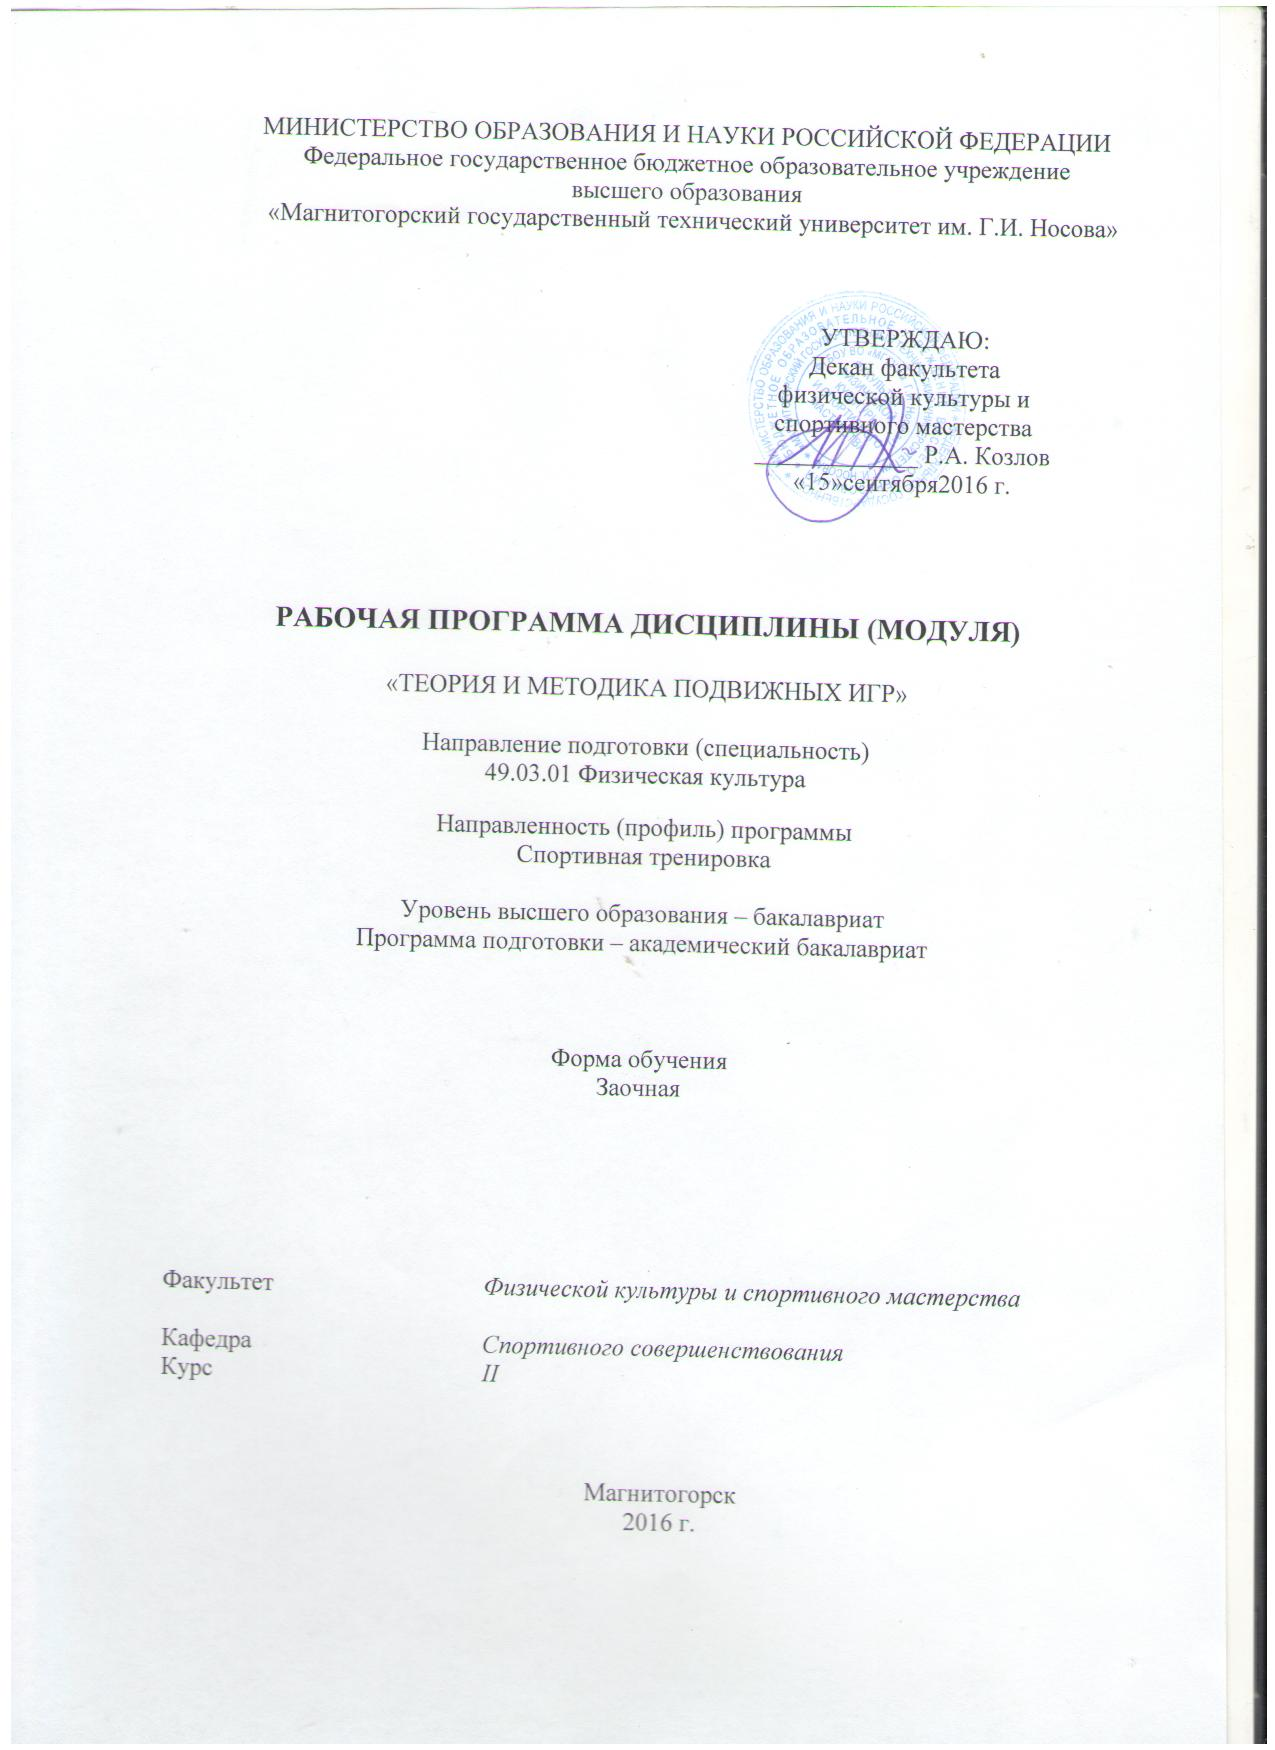 МИНИСТЕРСТВО ОБРАЗОВАНИЯ И НАУКИ РОССИЙСКОЙ ФЕДЕРАЦИИ
Федеральное государственное бюджетное образовательное учреждение
высшего образования
«Магнитогорский государственный технический университет им. Г.И. Носова»
УТВЕРЖДАЮ:
Декан факультета
физической культуры и
спортивного мастерства
_____________ Р.А. Козлов
«15»сентября2016 г.
РАБОЧАЯ ПРОГРАММА ДИСЦИПЛИНЫ (МОДУЛЯ)
«ТЕОРИЯ И МЕТОДИКА ПОДВИЖНЫХ ИГР»
Направление подготовки (специальность)
49.03.01 Физическая культура
Направленность (профиль) программы
Спортивная тренировка
Уровень высшего образования – бакалавриат
Программа подготовки – академический бакалавриат
Форма обучения
Заочная
Факультет Физической культуры и спортивного мастерства
Кафедра Спортивного совершенствования
Курс II
Магнитогорск
2016 г.